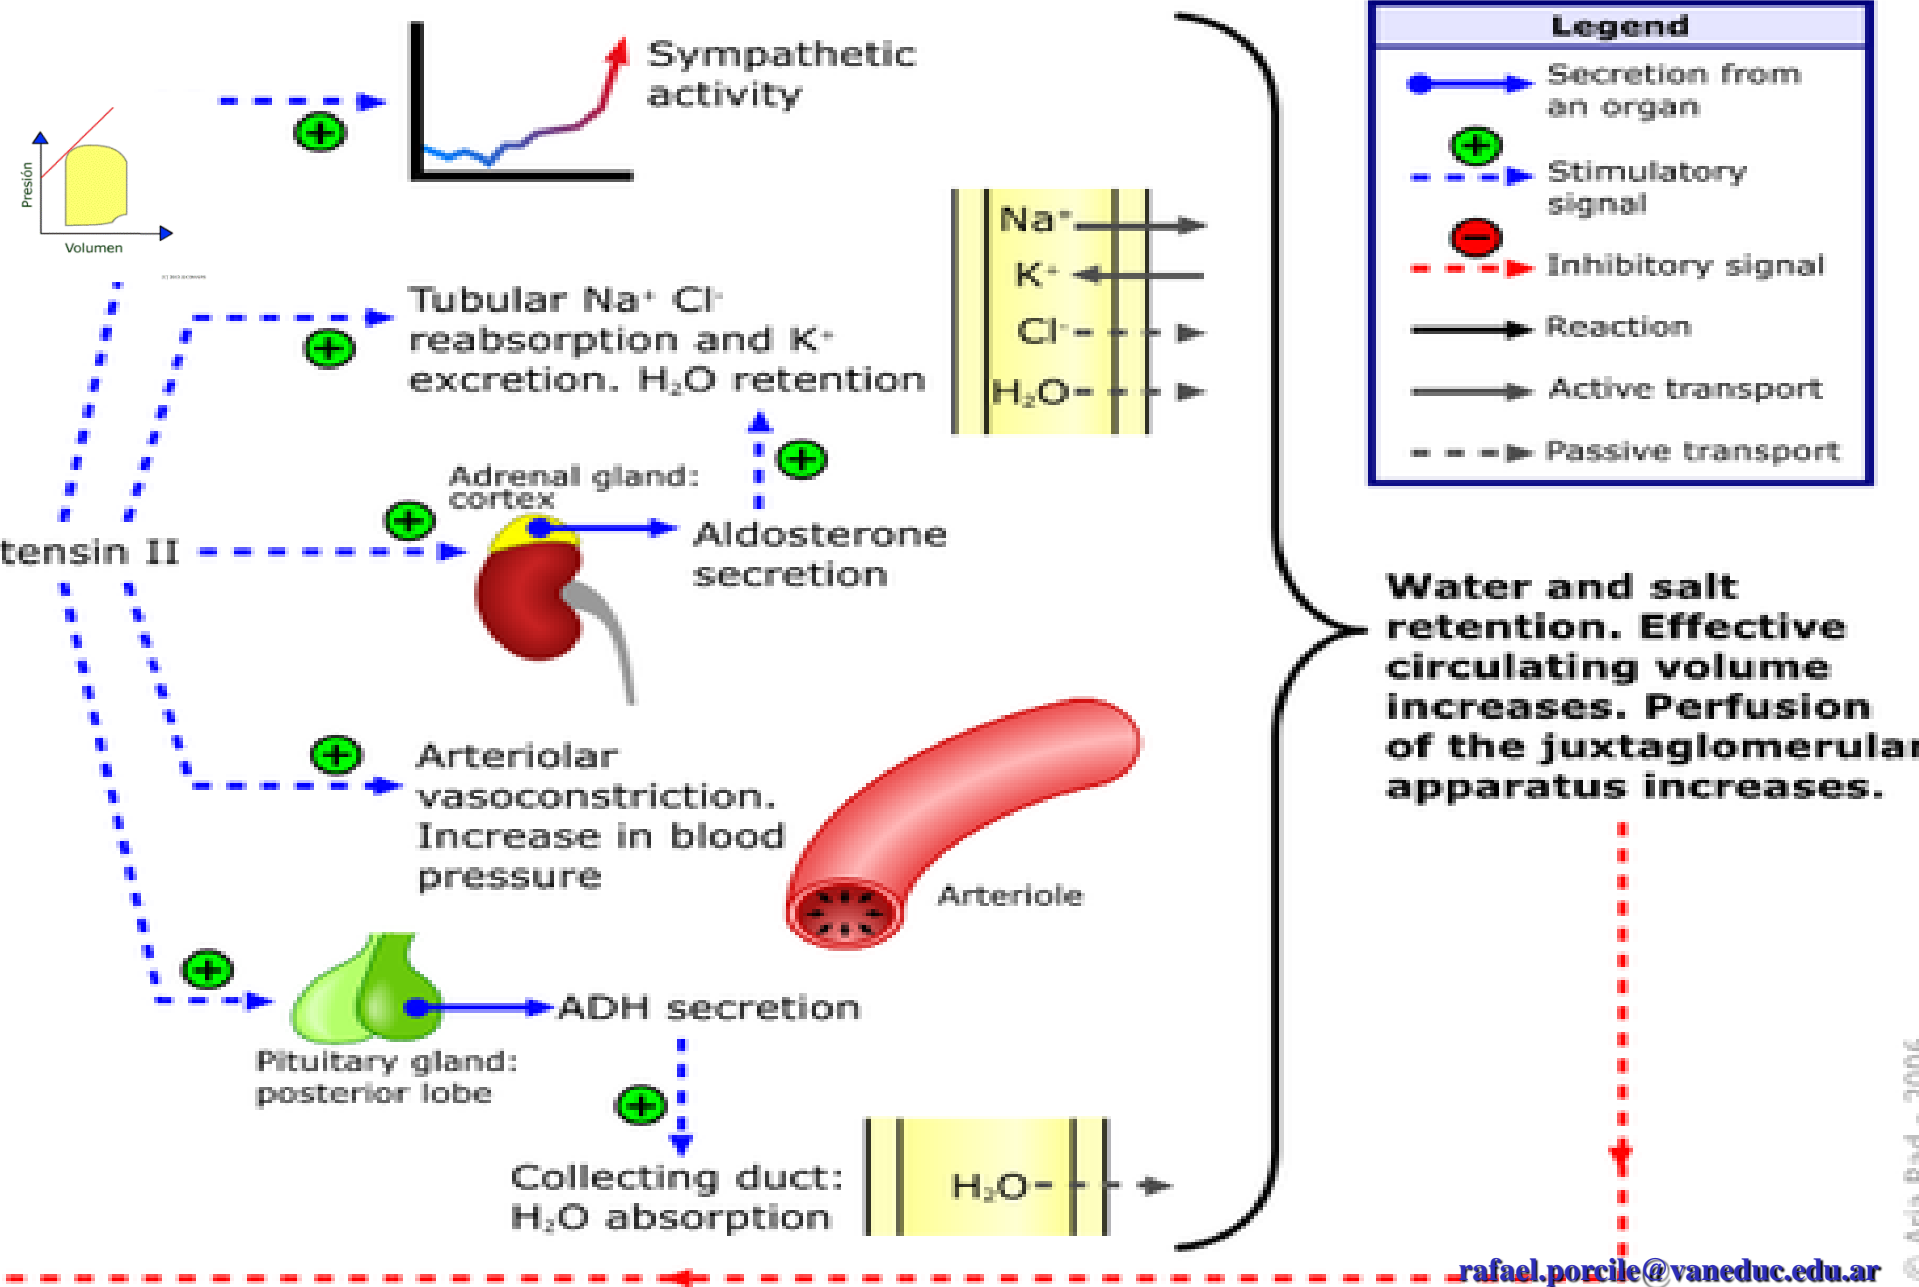 Sympathetic
activity
Presión
Volumen
Tubular Na⁺ Cl⁻
reabsorption and K⁺
excretion. H₂O retention
Na⁺
K⁺
Cl⁻
H₂O
Adrenal gland:
cortex
tensin II
Aldosterone
secretion
Arteriolar
vasoconstriction.
Increase in blood
pressure
Arteriole
ADH secretion
Pituitary gland:
posterior lobe
Collecting duct:
H₂O absorption
H₂O
Legend
Secretion from
an organ
Stimulatory
signal
Inhibitory signal
Reaction
Active transport
Passive transport
Water and salt
retention. Effective
circulating volume
increases. Perfusion
of the juxtaglomerular
apparatus increases.
rafael.porcile@vaneduc.edu.ar